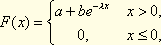 F(x) = { a + be^{-λx}   x > 0,
0,   x ≤ 0,